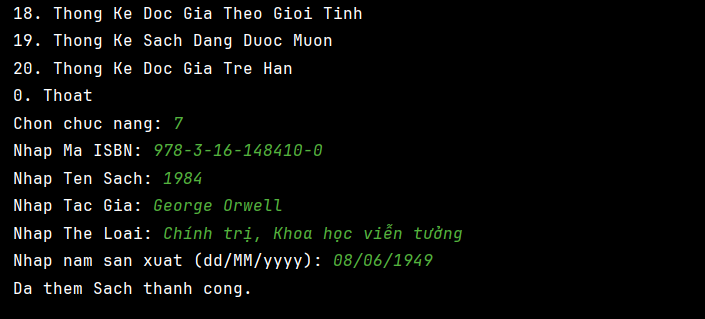 18. Thong Ke Doc Gia Theo Gioi Tinh
19. Thong Ke Sach Dang Duoc Muon
20. Thong Ke Doc Gia Tre Han
0. Thoat
Chon chuc nang: 7
Nhap Ma ISBN: 978-3-16-148410-0
Nhap Ten Sach: 1984
Nhap Tac Gia: George Orwell
Nhap The Loai: Chính trị, Khoa học viễn tưởng
Nhap nam san xuat (dd/MM/yyyy): 08/06/1949
Da them Sach thanh cong.